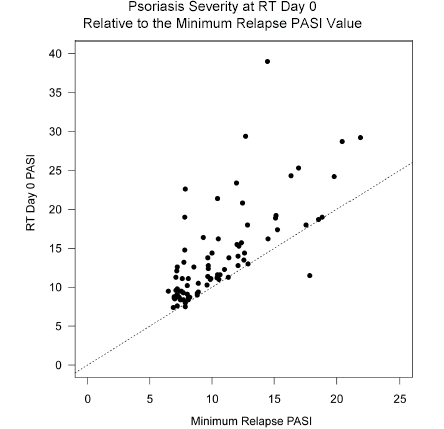 Psoriasis Severity at RT Day 0
Relative to the Minimum Relapse PASI Value
RT Day 0 PASI
40
35
30
25
20
15
10
5
0
0 5 10 15 20 25
Minimum Relapse PASI